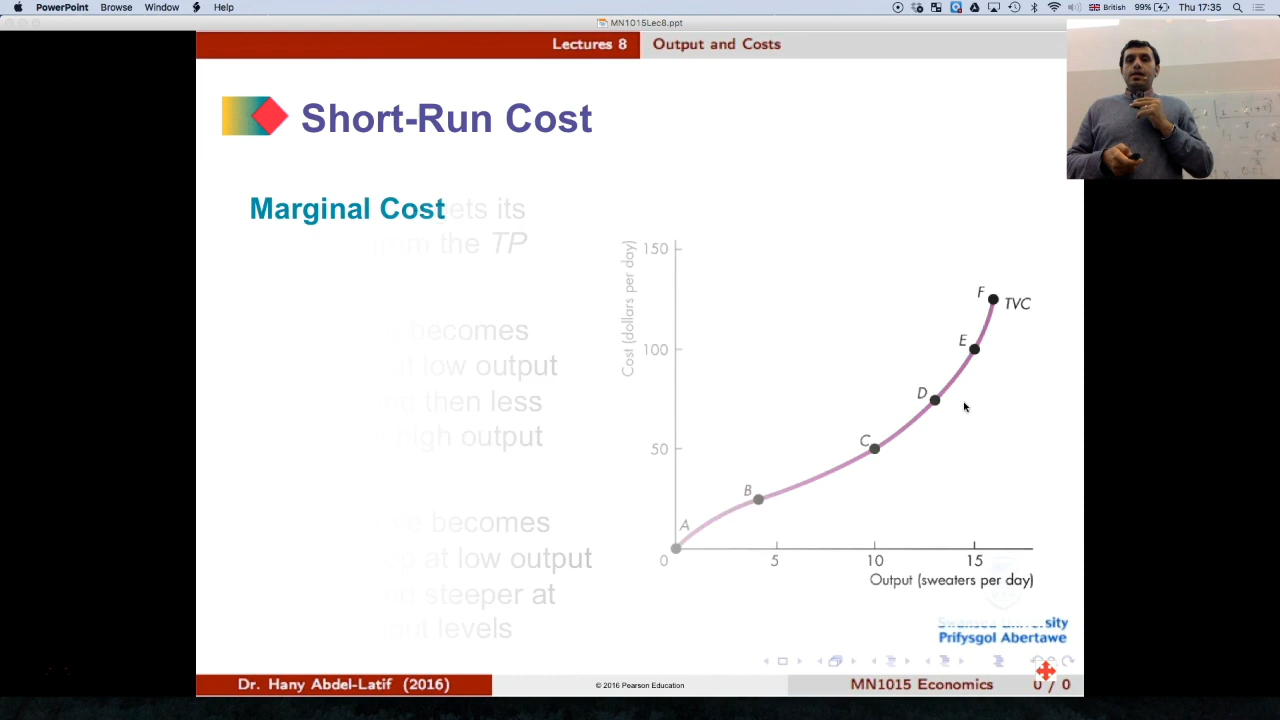 PowerPoint Browse Window Help British 99% Thu 17:35
MN1015Lec8.ppt
Lectures 8 Output and Costs
Short-Run Cost
Marginal Cost ets its
the TP
becomes
low output
then less
high output
becomes
at low output
steeper at
levels
Cost (dollars per day)
150
100
50
0
5
10
15
A
B
C
D
E
F
TVC
Output (sweaters per day)
Swansea University
Prifysgol Abertawe
Dr. Hany Abdel-Latif (2016) © 2016 Pearson Education MN1015 Economics 0 / 0